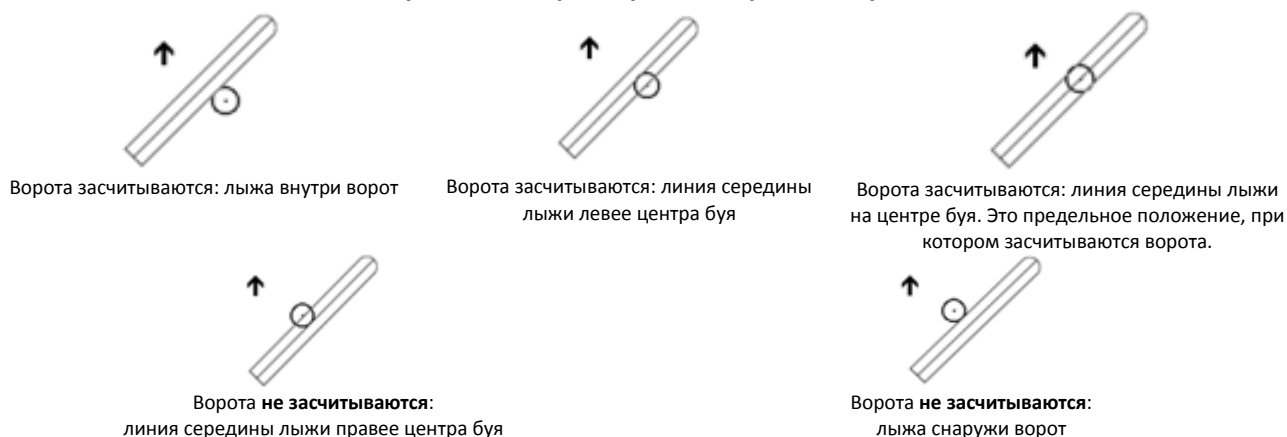 Ворота засчитываются: лыжа внутри ворот
Ворота засчитываются: линия середины
лыжи левее центра буя
Ворота засчитываются: линия середины лыжи
на центре буя. Это предельное положение, при
котором засчитываются ворота.
Ворота не засчитываются:
линия середины лыжи правее центра буя
Ворота не засчитываются:
лыжа снаружи ворот